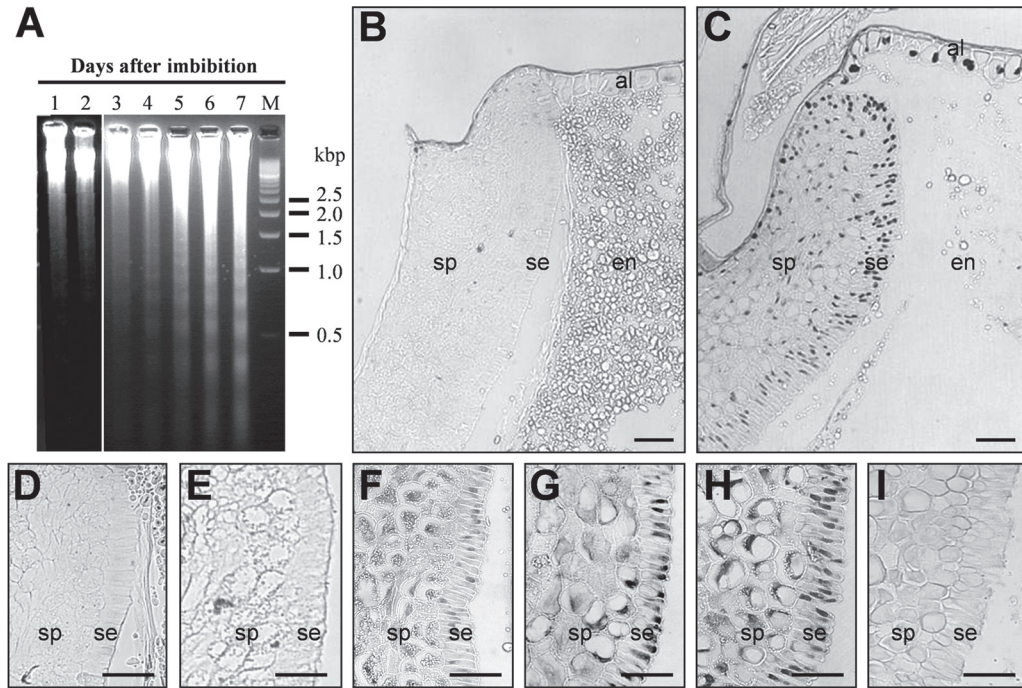 A
Days after imbibition
1 2 3 4 5 6 7 M
kbp
2.5
2.0
1.5
1.0
0.5
B
al
sp se en
C
al
sp se en
D
sp se
E
sp se
F
sp se
G
sp se
H
sp se
I
sp se